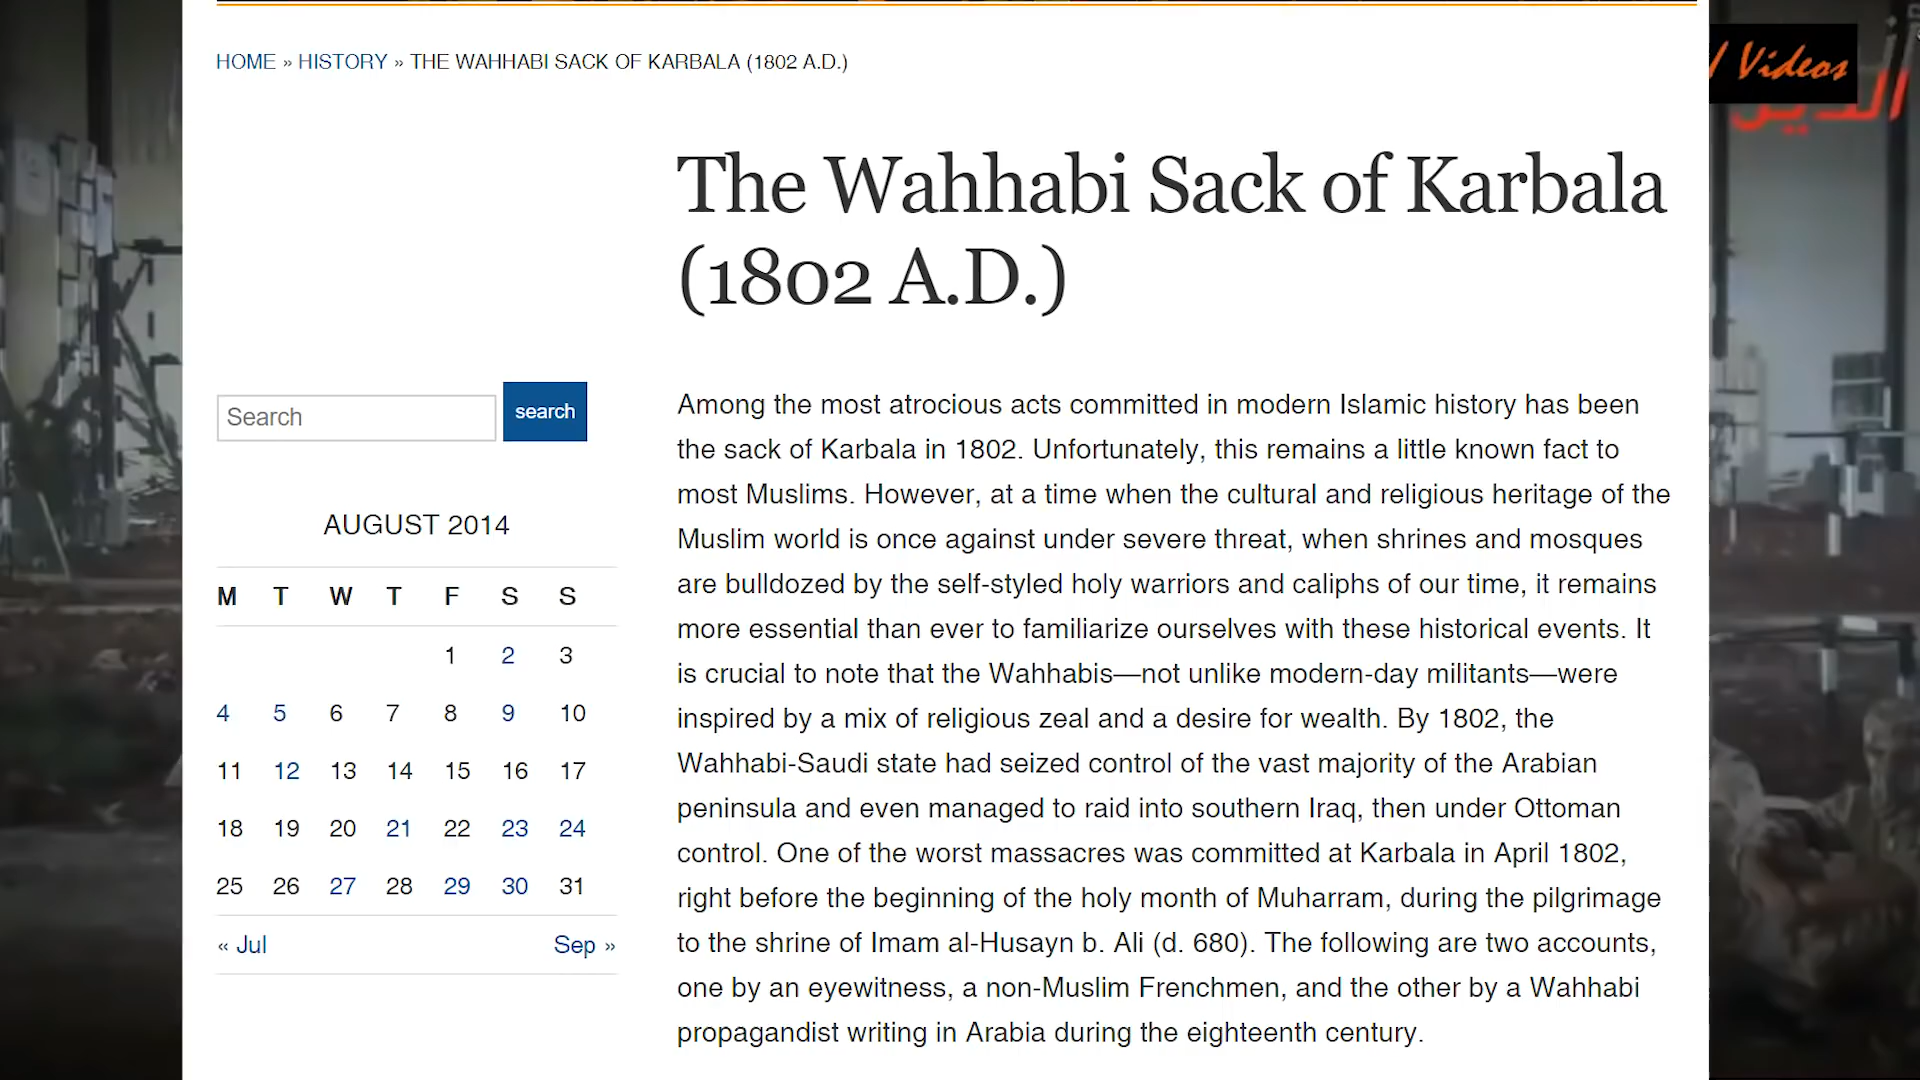 HOME » HISTORY » THE WAHHABI SACK OF KARBALA (1802 A.D.)
Videos
الدين
The Wahhabi Sack of Karbala
(1802 A.D.)
Search
search
AUGUST 2014
M T W T F S S
1 2 3
4 5 6 7 8 9 10
11 12 13 14 15 16 17
18 19 20 21 22 23 24
25 26 27 28 29 30 31
« Jul Sep »
Among the most atrocious acts committed in modern Islamic history has been
the sack of Karbala in 1802. Unfortunately, this remains a little known fact to
most Muslims. However, at a time when the cultural and religious heritage of the
Muslim world is once against under severe threat, when shrines and mosques
are bulldozed by the self-styled holy warriors and caliphs of our time, it remains
more essential than ever to familiarize ourselves with these historical events. It
is crucial to note that the Wahhabis—not unlike modern-day militants—were
inspired by a mix of religious zeal and a desire for wealth. By 1802, the
Wahhabi-Saudi state had seized control of the vast majority of the Arabian
peninsula and even managed to raid into southern Iraq, then under Ottoman
control. One of the worst massacres was committed at Karbala in April 1802,
right before the beginning of the holy month of Muharram, during the pilgrimage
to the shrine of Imam al-Husayn b. Ali (d. 680). The following are two accounts,
one by an eyewitness, a non-Muslim Frenchmen, and the other by a Wahhabi
propagandist writing in Arabia during the eighteenth century.